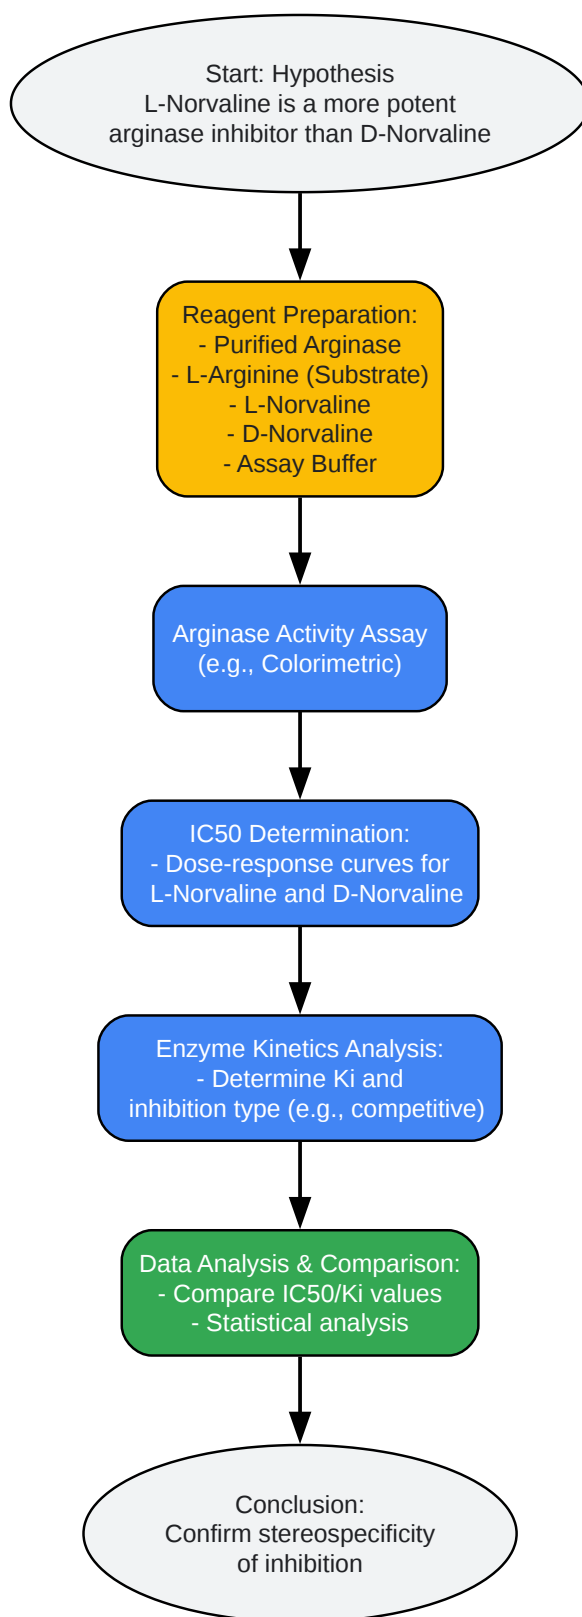 Start: Hypothesis
L-Norvaline is a more potent
arginase inhibitor than D-Norvaline
Reagent Preparation:
- Purified Arginase
- L-Arginine (Substrate)
- L-Norvaline
- D-Norvaline
- Assay Buffer
Arginase Activity Assay
(e.g., Colorimetric)
IC50 Determination:
- Dose-response curves for
L-Norvaline and D-Norvaline
Enzyme Kinetics Analysis:
- Determine Ki and
inhibition type (e.g., competitive)
Data Analysis & Comparison:
- Compare IC50/Ki values
- Statistical analysis
Conclusion:
Confirm stereospecificity
of inhibition